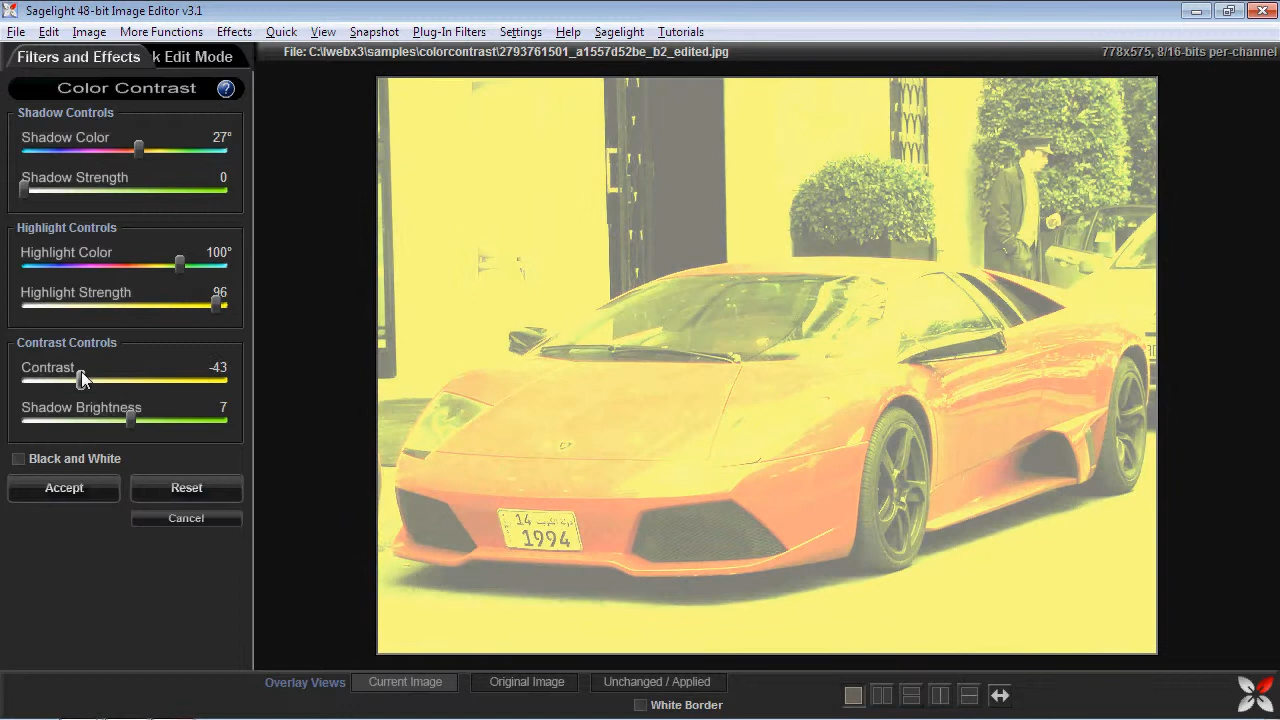 Sagelight 48-bit Image Editor v3.1
File Edit Image More Functions Effects Quick View Snapshot Plug-In Filters Settings Help Sagelight Tutorials
Filters and Effects k Edit Mode
File: C:\lwebx3\samples\colorcontrast\2793761501_a1557d52be_b2_edited.jpg
778x575, 8/16-bits per-channel
Color Contrast ?
Shadow Controls
Shadow Color 27°
Shadow Strength 0
Highlight Controls
Highlight Color 100°
Highlight Strength 96
Contrast Controls
Contrast -43
Shadow Brightness 7
Black and White
Accept Reset
Cancel
14
1994
Overlay Views Current Image Original Image Unchanged / Applied
White Border